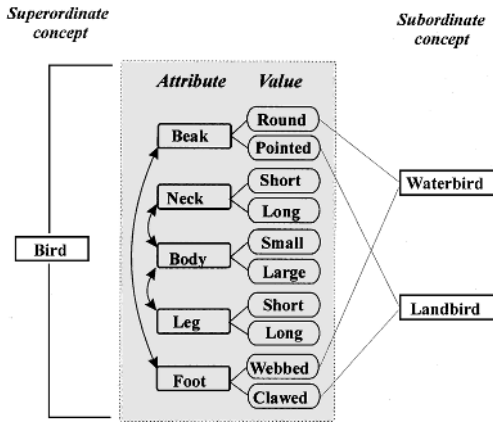 Superordinate
concept
Subordinate
concept
Attribute Value
Beak
Round
Pointed
Neck
Short
Long
Body
Small
Large
Leg
Short
Long
Foot
Webbed
Clawed
Bird
Waterbird
Landbird